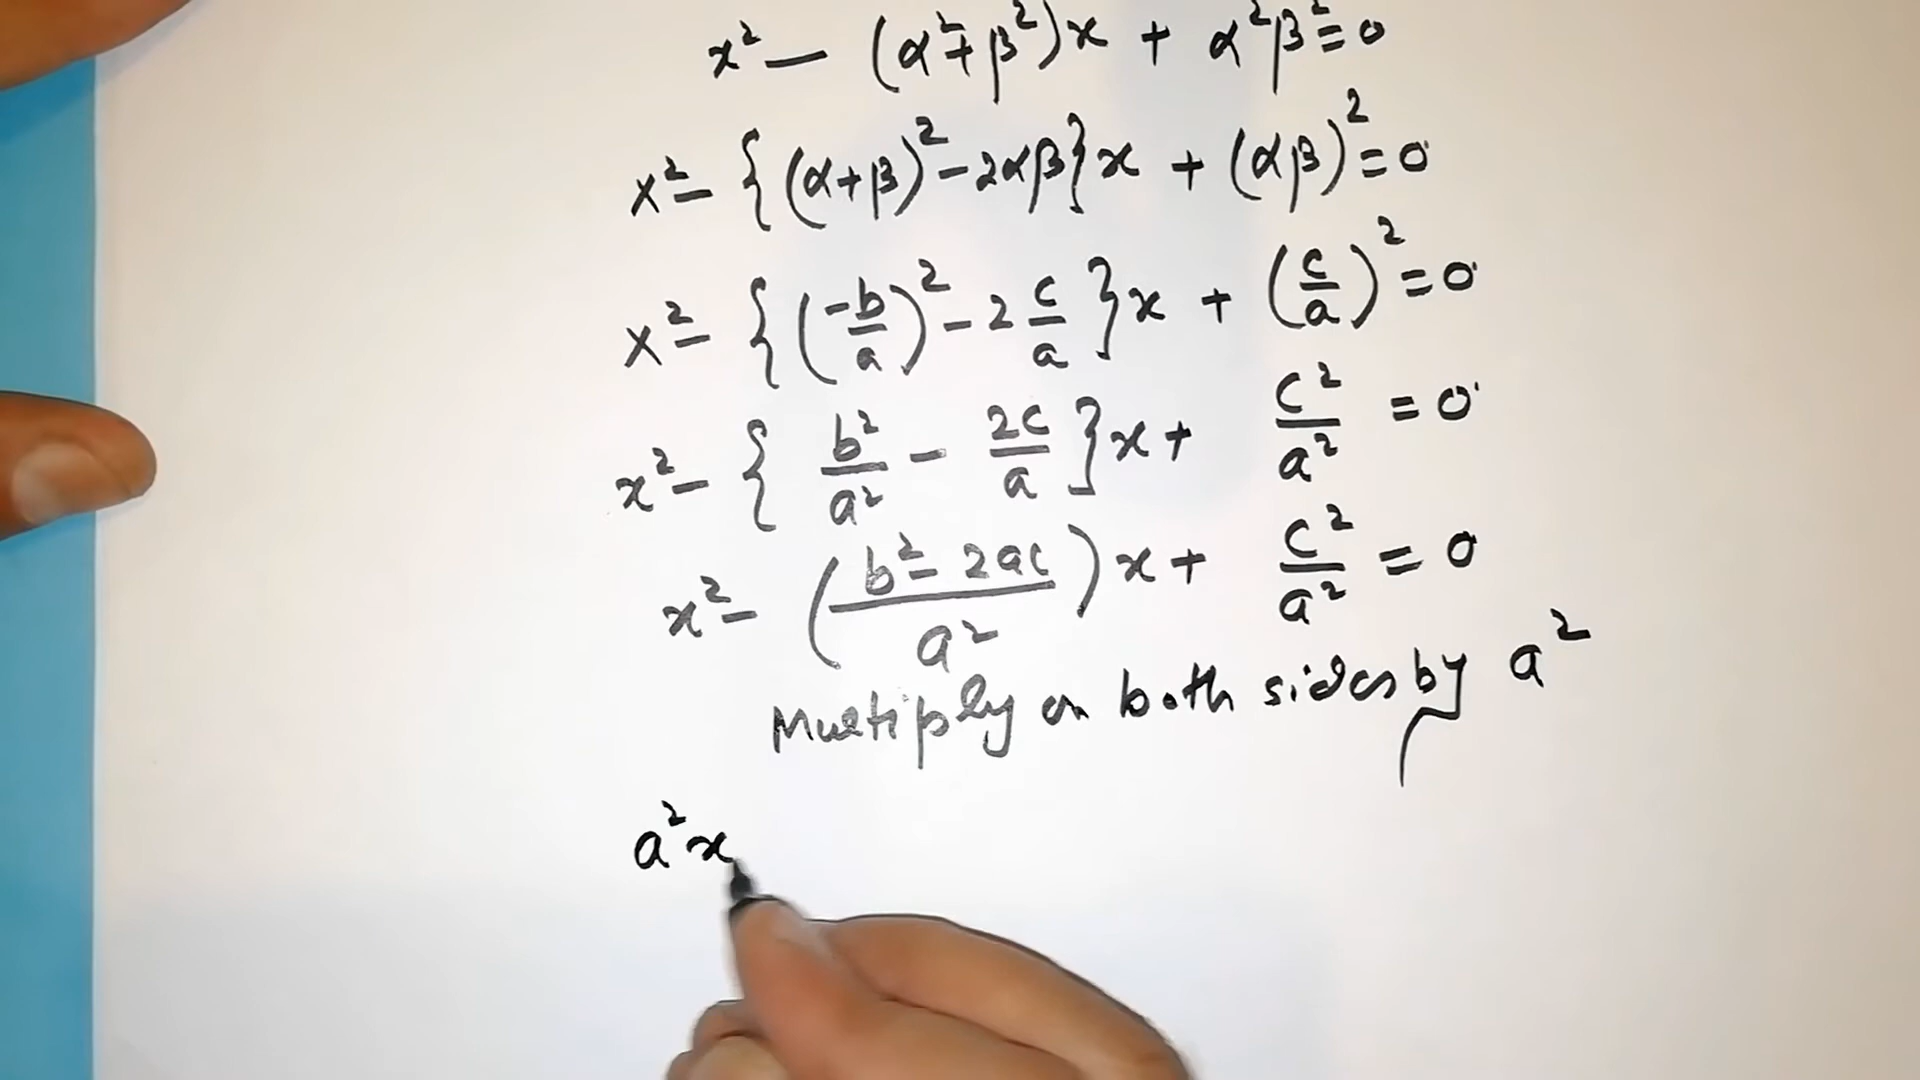 x² − (α² + β²)x + α²β² = 0
x² − {(α+β)² − 2αβ}x + (αβ)² = 0
x² − {(-b/a)² − 2 c/a}x + (c/a)² = 0
x² − {b²/a² − 2c/a}x + c²/a² = 0
x² − (b² − 2ac/a²)x + c²/a² = 0
Multiply on both sides by a²
a²x